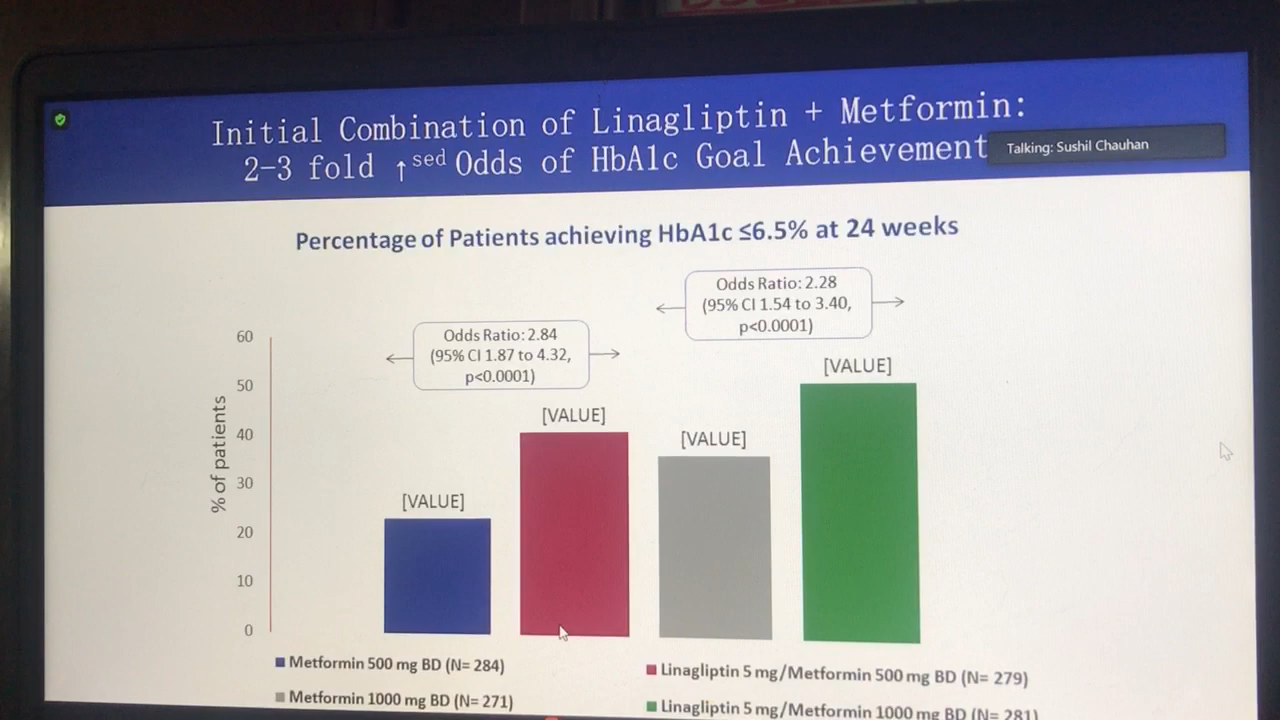 Initial Combination of Linagliptin + Metformin:
2-3 fold ↑sed Odds of HbA1c Goal Achievement
Talking: Sushil Chauhan
Percentage of Patients achieving HbA1c ≤6.5% at 24 weeks
Odds Ratio: 2.28
(95% CI 1.54 to 3.40,
p<0.0001)
Odds Ratio: 2.84
(95% CI 1.87 to 4.32,
p<0.0001)
% of patients
60
50
40
30
20
10
0
[VALUE]
[VALUE]
[VALUE]
[VALUE]
Metformin 500 mg BD (N= 284)
Linagliptin 5 mg/Metformin 500 mg BD (N= 279)
Metformin 1000 mg BD (N= 271)
Linagliptin 5 mg/Metformin 1000 mg BD (N= 281)